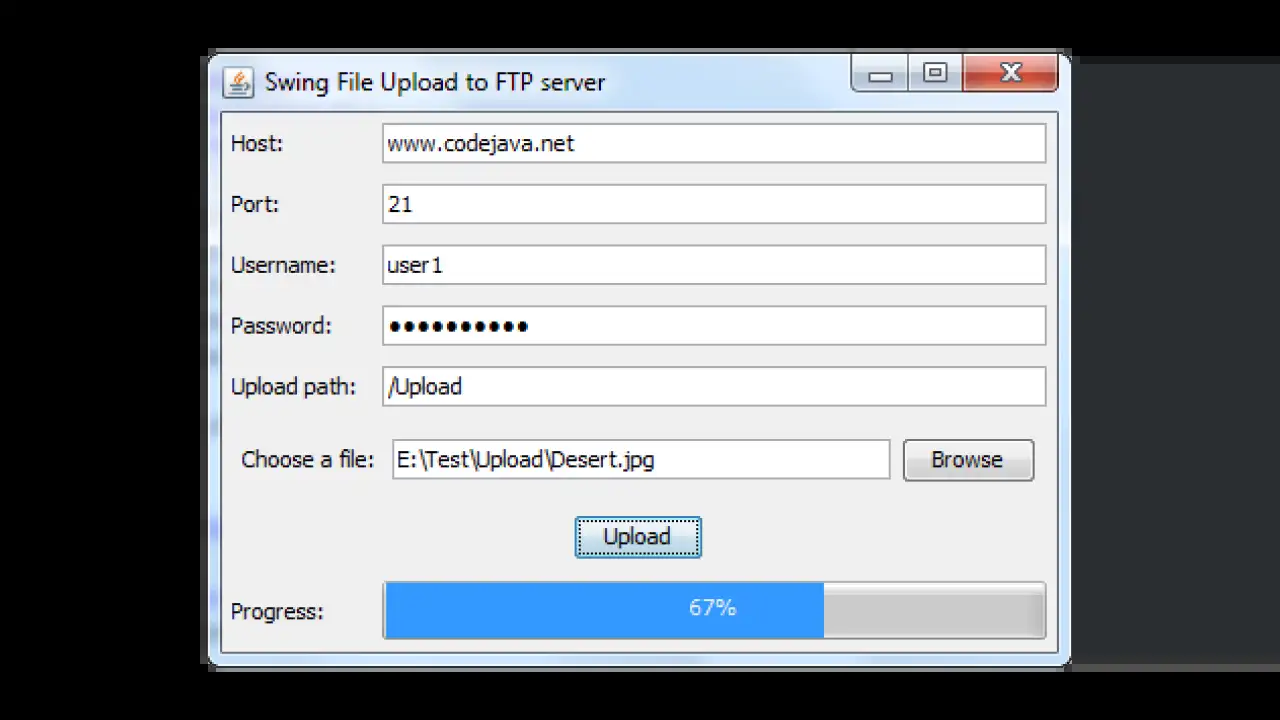 Swing File Upload to FTP server
Host: www.codejava.net
Port: 21
Username: user1
Password: ●●●●●●●●●●
Upload path: /Upload
Choose a file: E:\Test\Upload\Desert.jpg Browse
Upload
Progress: 67%